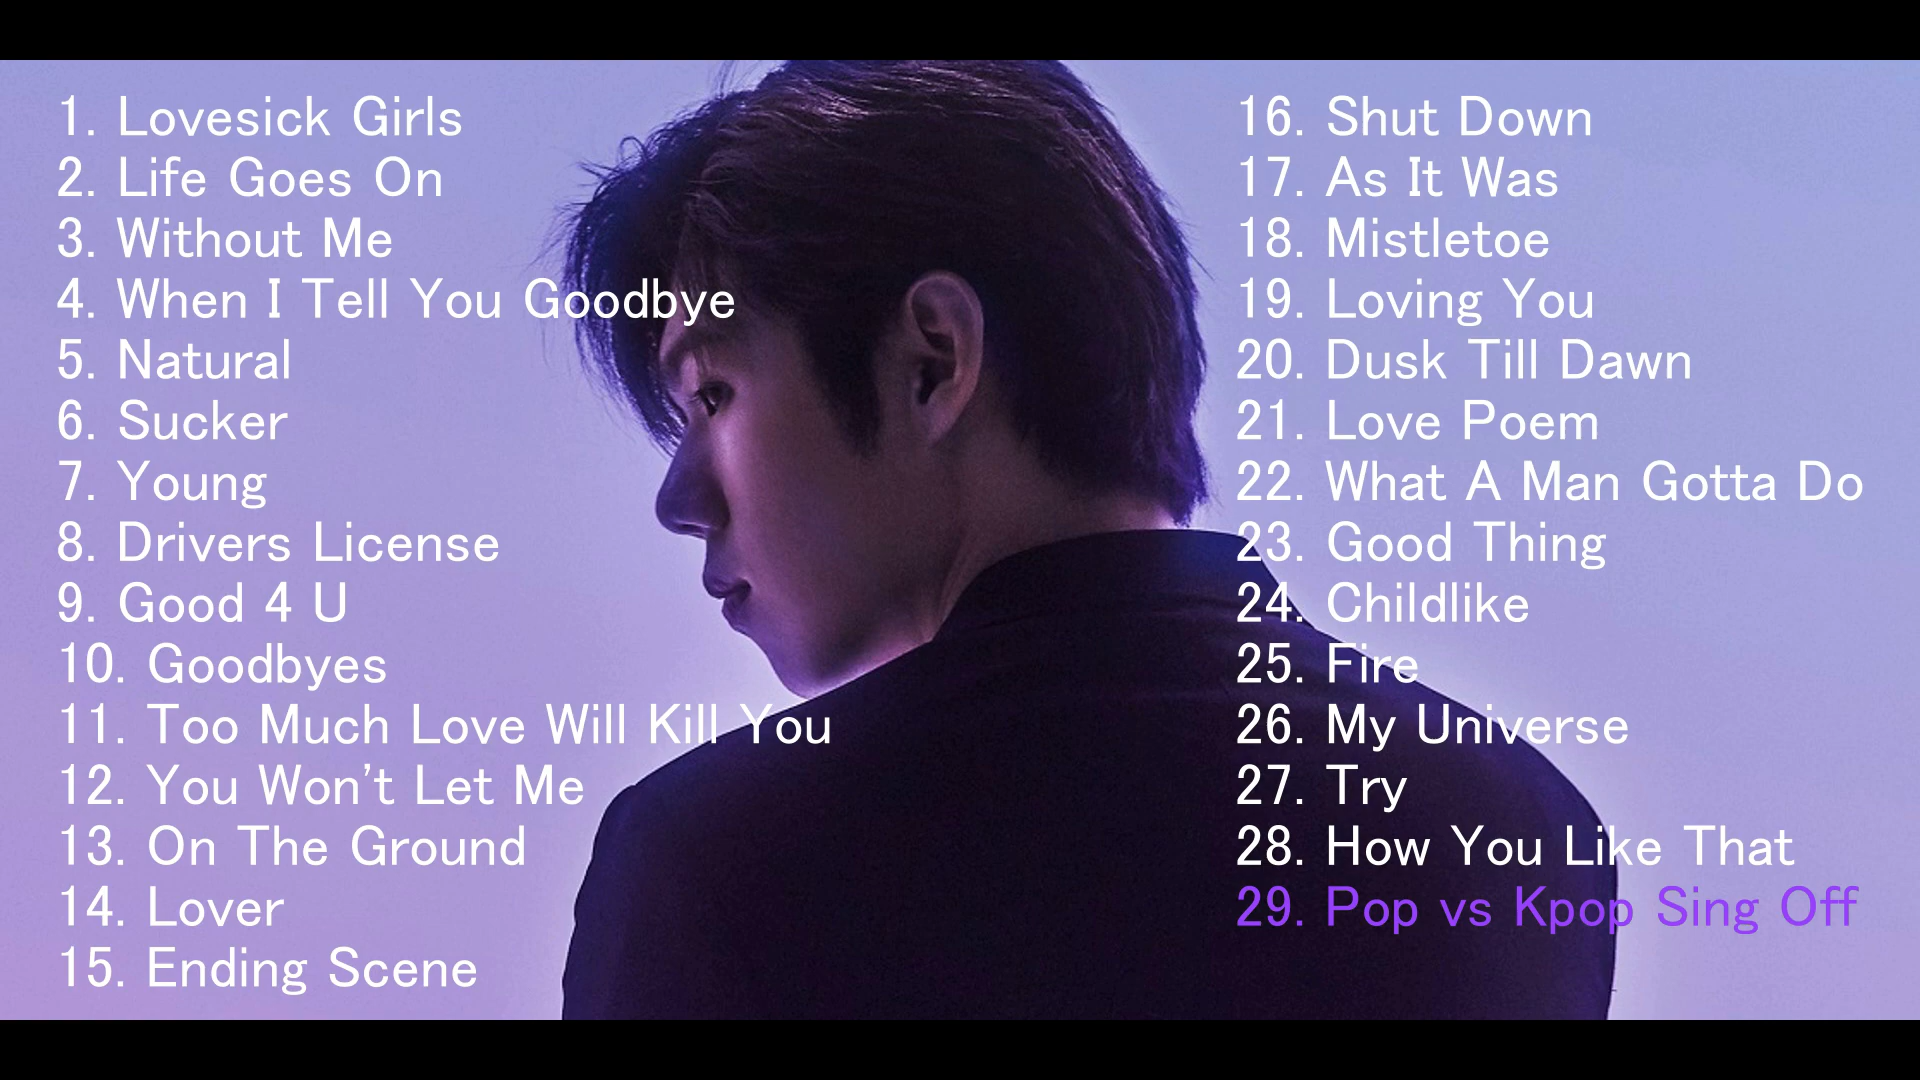 1. Lovesick Girls
2. Life Goes On
3. Without Me
4. When I Tell You Goodbye
5. Natural
6. Sucker
7. Young
8. Drivers License
9. Good 4 U
10. Goodbyes
11. Too Much Love Will Kill You
12. You Won't Let Me
13. On The Ground
14. Lover
15. Ending Scene
16. Shut Down
17. As It Was
18. Mistletoe
19. Loving You
20. Dusk Till Dawn
21. Love Poem
22. What A Man Gotta Do
23. Good Thing
24. Childlike
25. Fire
26. My Universe
27. Try
28. How You Like That
29. Pop vs Kpop Sing Off